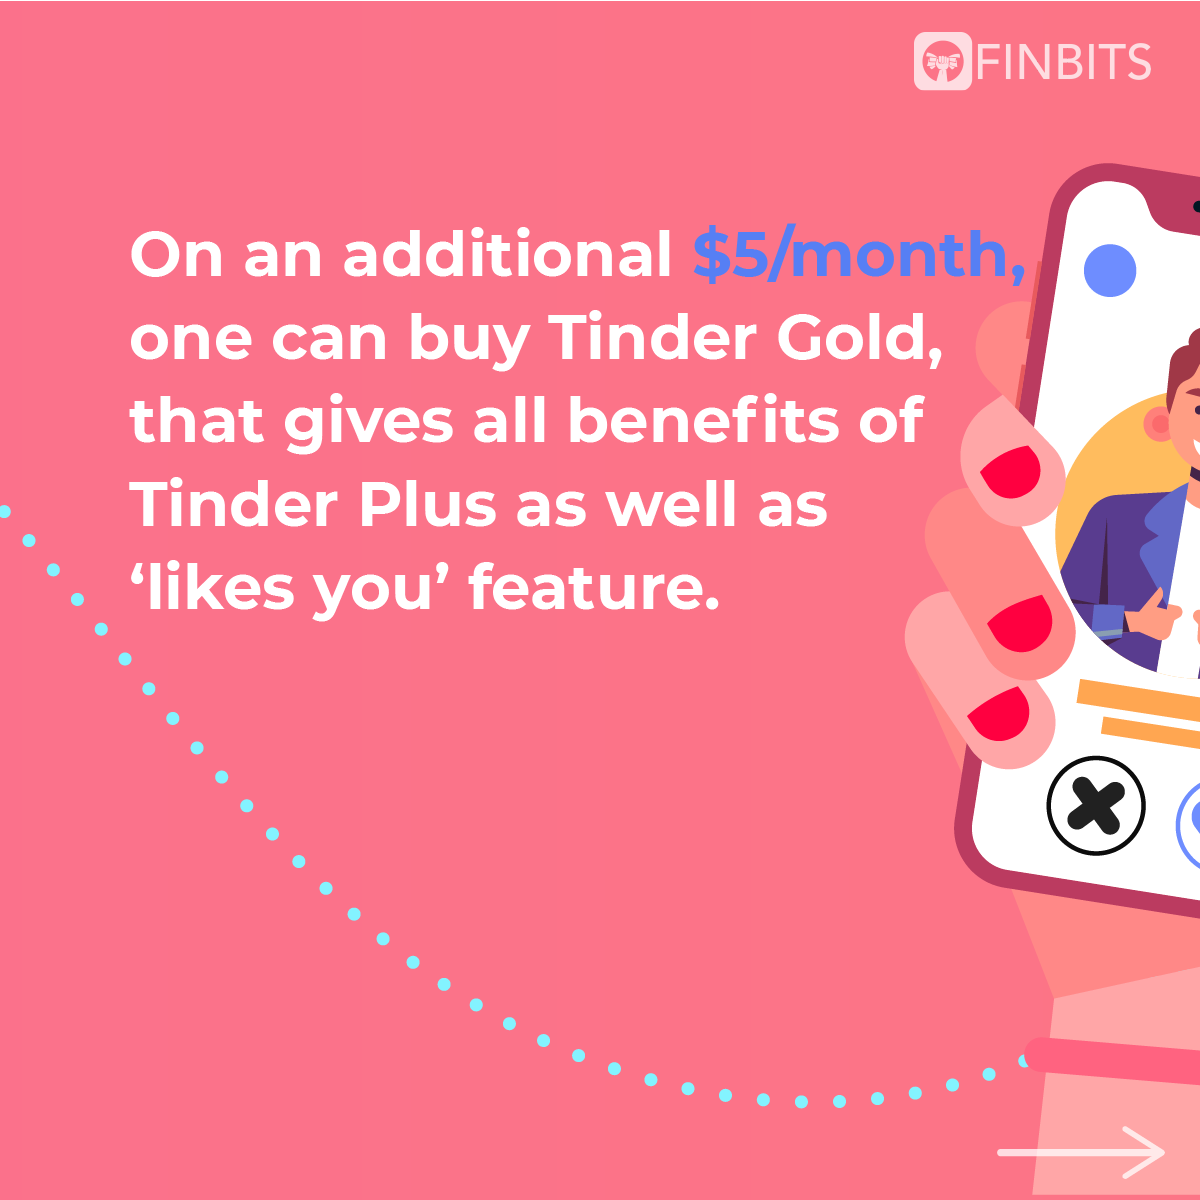 FINBITS
On an additional $5/month,
one can buy Tinder Gold,
that gives all benefits of
Tinder Plus as well as
‘likes you’ feature.